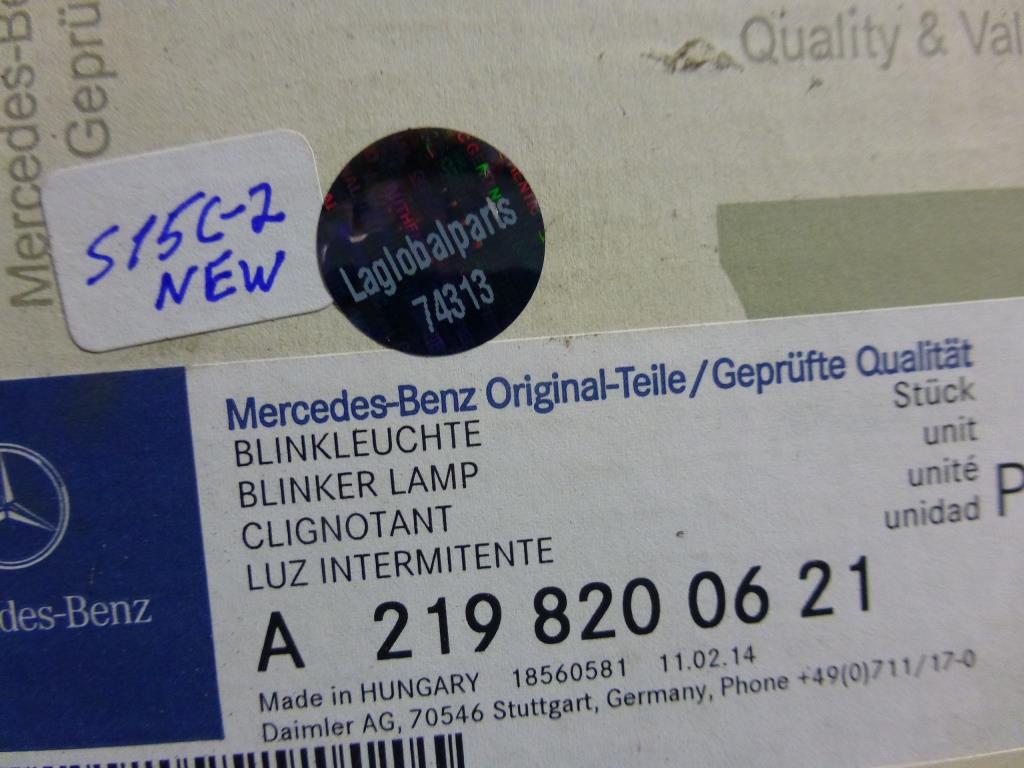 Mercedes-Be
Geprü
Quality & Val
S15C-2
NEW
Laglobalparts
74313
Mercedes-Benz Original-Teile/Geprüfte Qualität
BLINKLEUCHTE
BLINKER LAMP
CLIGNOTANT
LUZ INTERMITENTE
Stück
unit
unité
unidad
P
des-Benz
A 219 820 06 21
Made in HUNGARY 18560581 11.02.14
Daimler AG, 70546 Stuttgart, Germany, Phone +49(0)711/17-0